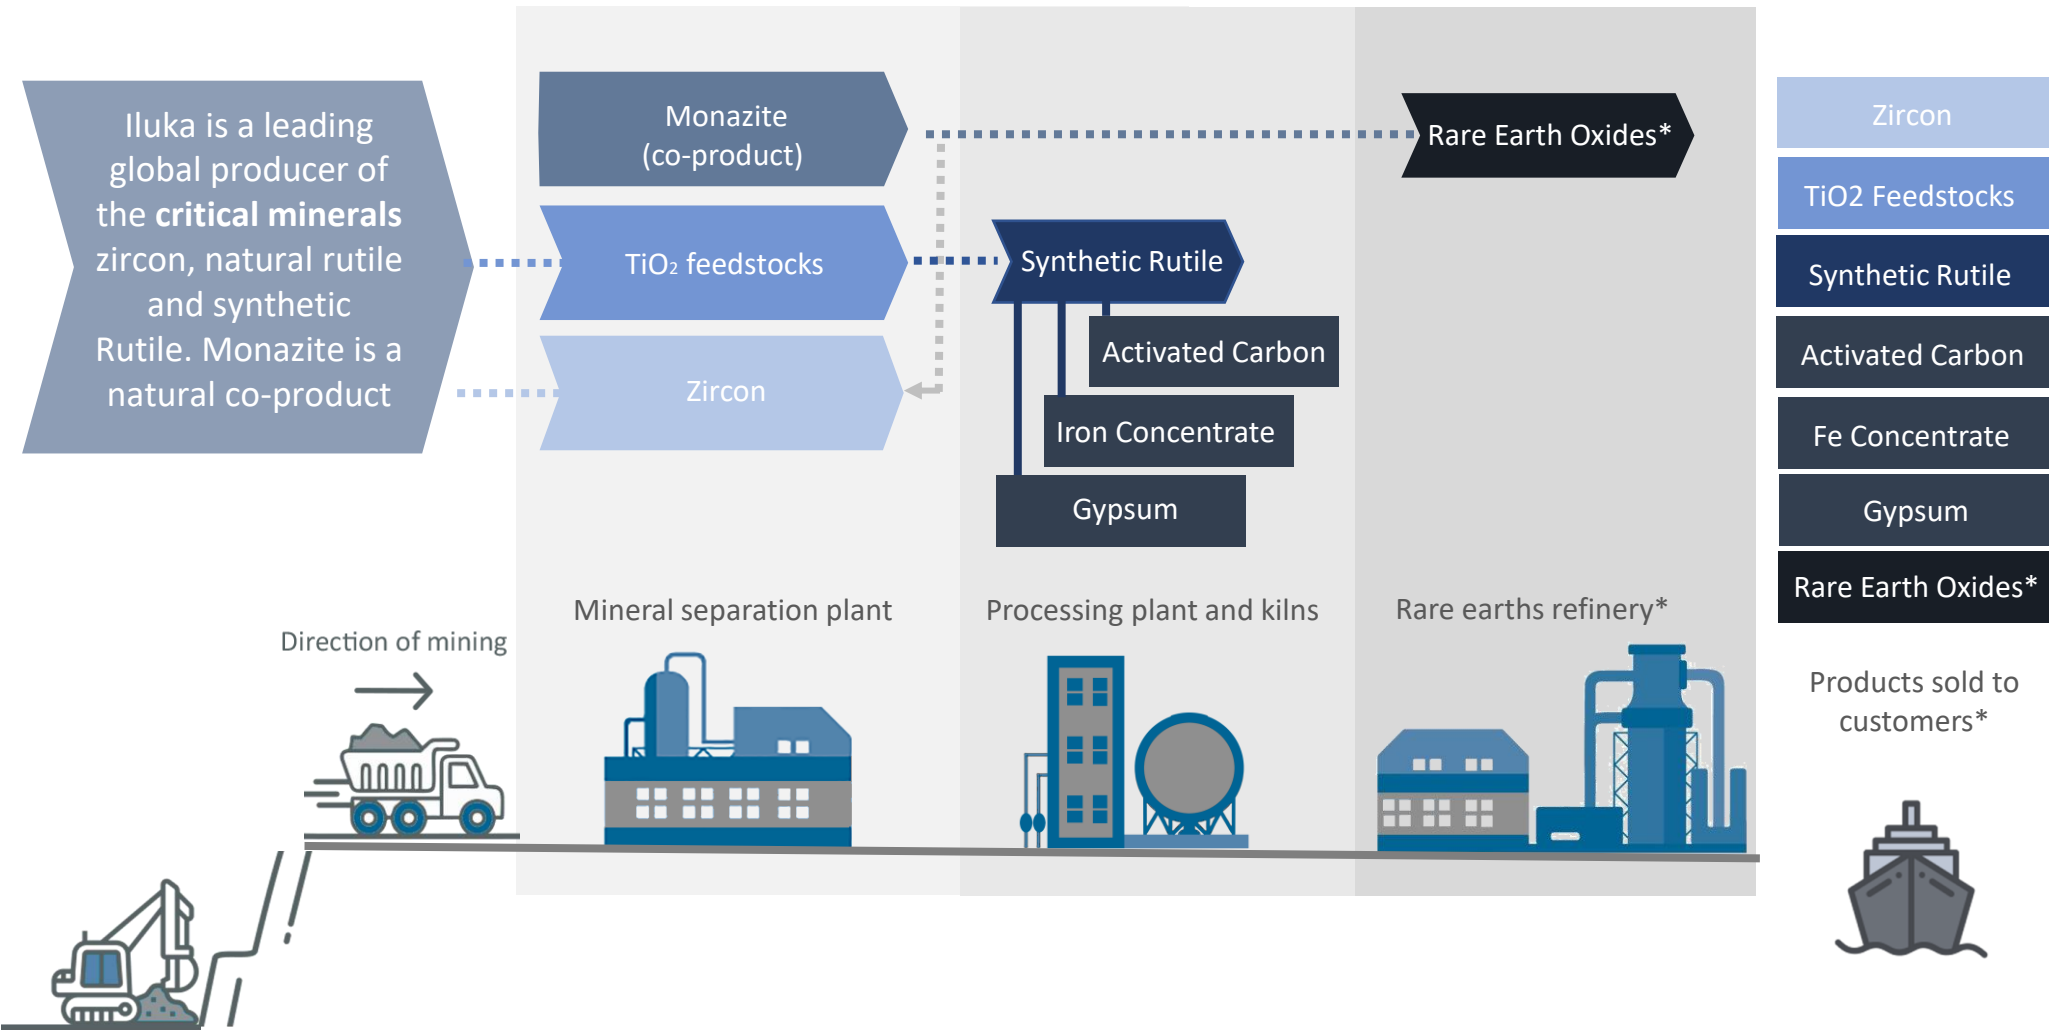 Iluka is a leading
global producer of
the critical minerals
zircon, natural rutile
and synthetic
Rutile. Monazite is a
natural co-product
Monazite
(co-product)
TiO₂ feedstocks
Zircon
Synthetic Rutile
Activated Carbon
Iron Concentrate
Gypsum
Rare Earth Oxides*
Zircon
TiO2 Feedstocks
Synthetic Rutile
Activated Carbon
Fe Concentrate
Gypsum
Rare Earth Oxides*
Direction of mining
Mineral separation plant
Processing plant and kilns
Rare earths refinery*
Products sold to
customers*